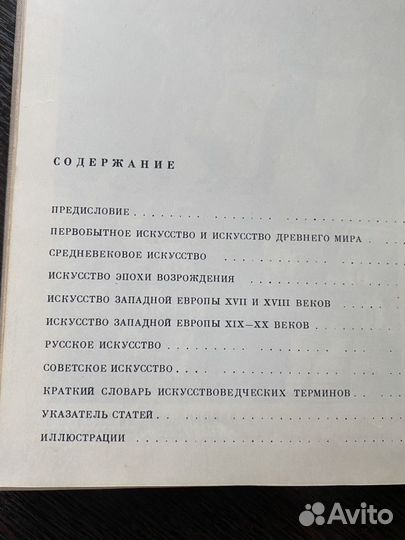 СОДЕРЖАНИЕ
ПРЕДИСЛОВИЕ
ПЕРВОБЫТНОЕ ИСКУССТВО И ИСКУССТВО ДРЕВНЕГО МИРА
СРЕДНЕВЕКОВОЕ ИСКУССТВО
ИСКУССТВО ЭПОХИ ВОЗРОЖДЕНИЯ
ИСКУССТВО ЗАПАДНОЙ ЕВРОПЫ XVII И XVIII ВЕКОВ
ИСКУССТВО ЗАПАДНОЙ ЕВРОПЫ XIX—XX ВЕКОВ
РУССКОЕ ИСКУССТВО
СОВЕТСКОЕ ИСКУССТВО
КРАТКИЙ СЛОВАРЬ ИСКУССТВОВЕДЧЕСКИХ ТЕРМИНОВ
УКАЗАТЕЛЬ СТАТЕЙ
ИЛЛЮСТРАЦИИ
Avito